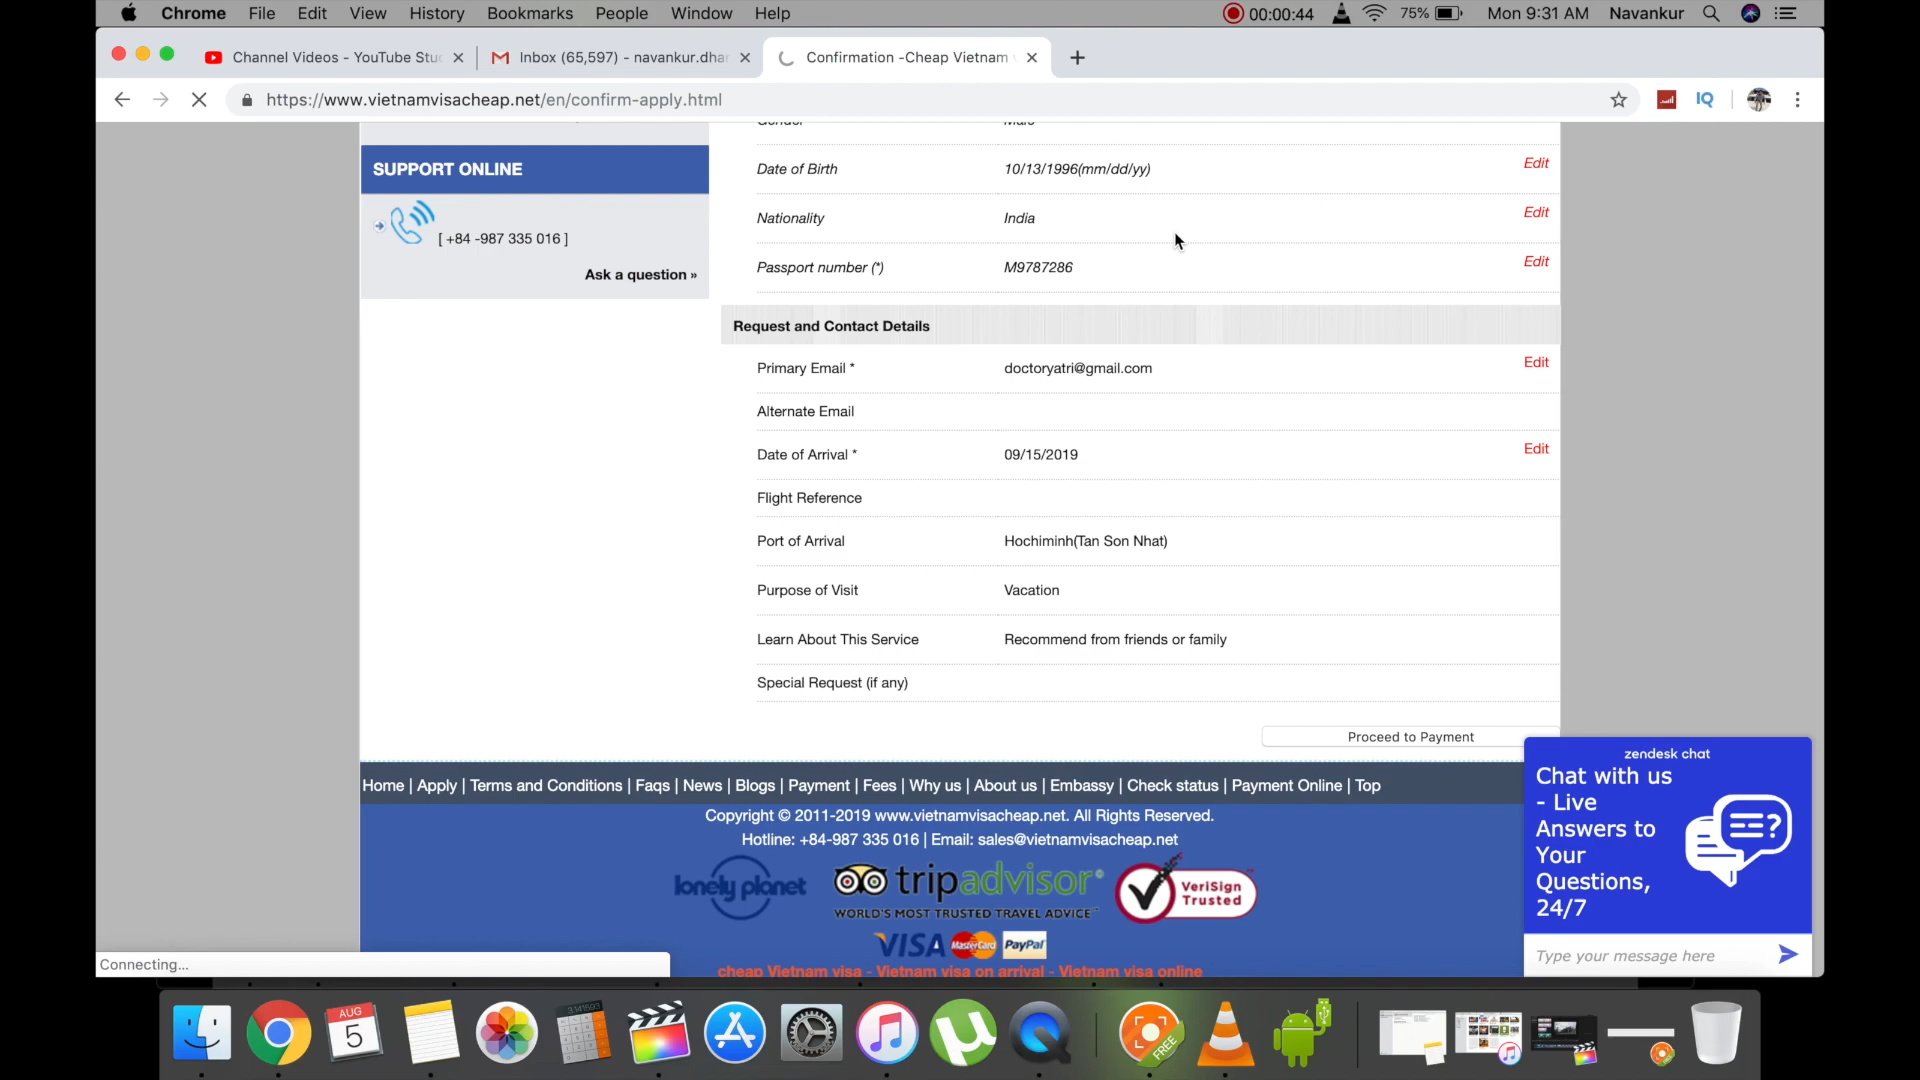 Chrome File Edit View History Bookmarks People Window Help 00:00:44 75% Mon 9:31 AM Navankur
Channel Videos - YouTube Stu Inbox (65,597) - navankur.dha Confirmation -Cheap Vietnam
https://www.vietnamvisacheap.net/en/confirm-apply.html IQ
Gender Male
SUPPORT ONLINE
Date of Birth 10/13/1996(mm/dd/yy) Edit
Nationality India Edit
[ +84 -987 335 016 ]
Passport number (*) M9787286 Edit
Ask a question »
Request and Contact Details
Primary Email * doctoryatri@gmail.com Edit
Alternate Email
Date of Arrival * 09/15/2019 Edit
Flight Reference
Port of Arrival Hochiminh(Tan Son Nhat)
Purpose of Visit Vacation
Learn About This Service Recommend from friends or family
Special Request (if any)
Proceed to Payment
Home | Apply | Terms and Conditions | Faqs | News | Blogs | Payment | Fees | Why us | About us | Embassy | Check status | Payment Online | Top
Copyright © 2011-2019 www.vietnamvisacheap.net. All Rights Reserved.
Hotline: +84-987 335 016 | Email: sales@vietnamvisacheap.net
lonely planet tripadvisor® VeriSign
Trusted
WORLD'S MOST TRUSTED TRAVEL ADVICE™
VISA MasterCard PayPal
cheap Vietnam visa - Vietnam visa on arrival - Vietnam visa online
zendesk chat
Chat with us
- Live
Answers to
Your
Questions,
24/7
Type your message here
Connecting...
AUG
5
FREE